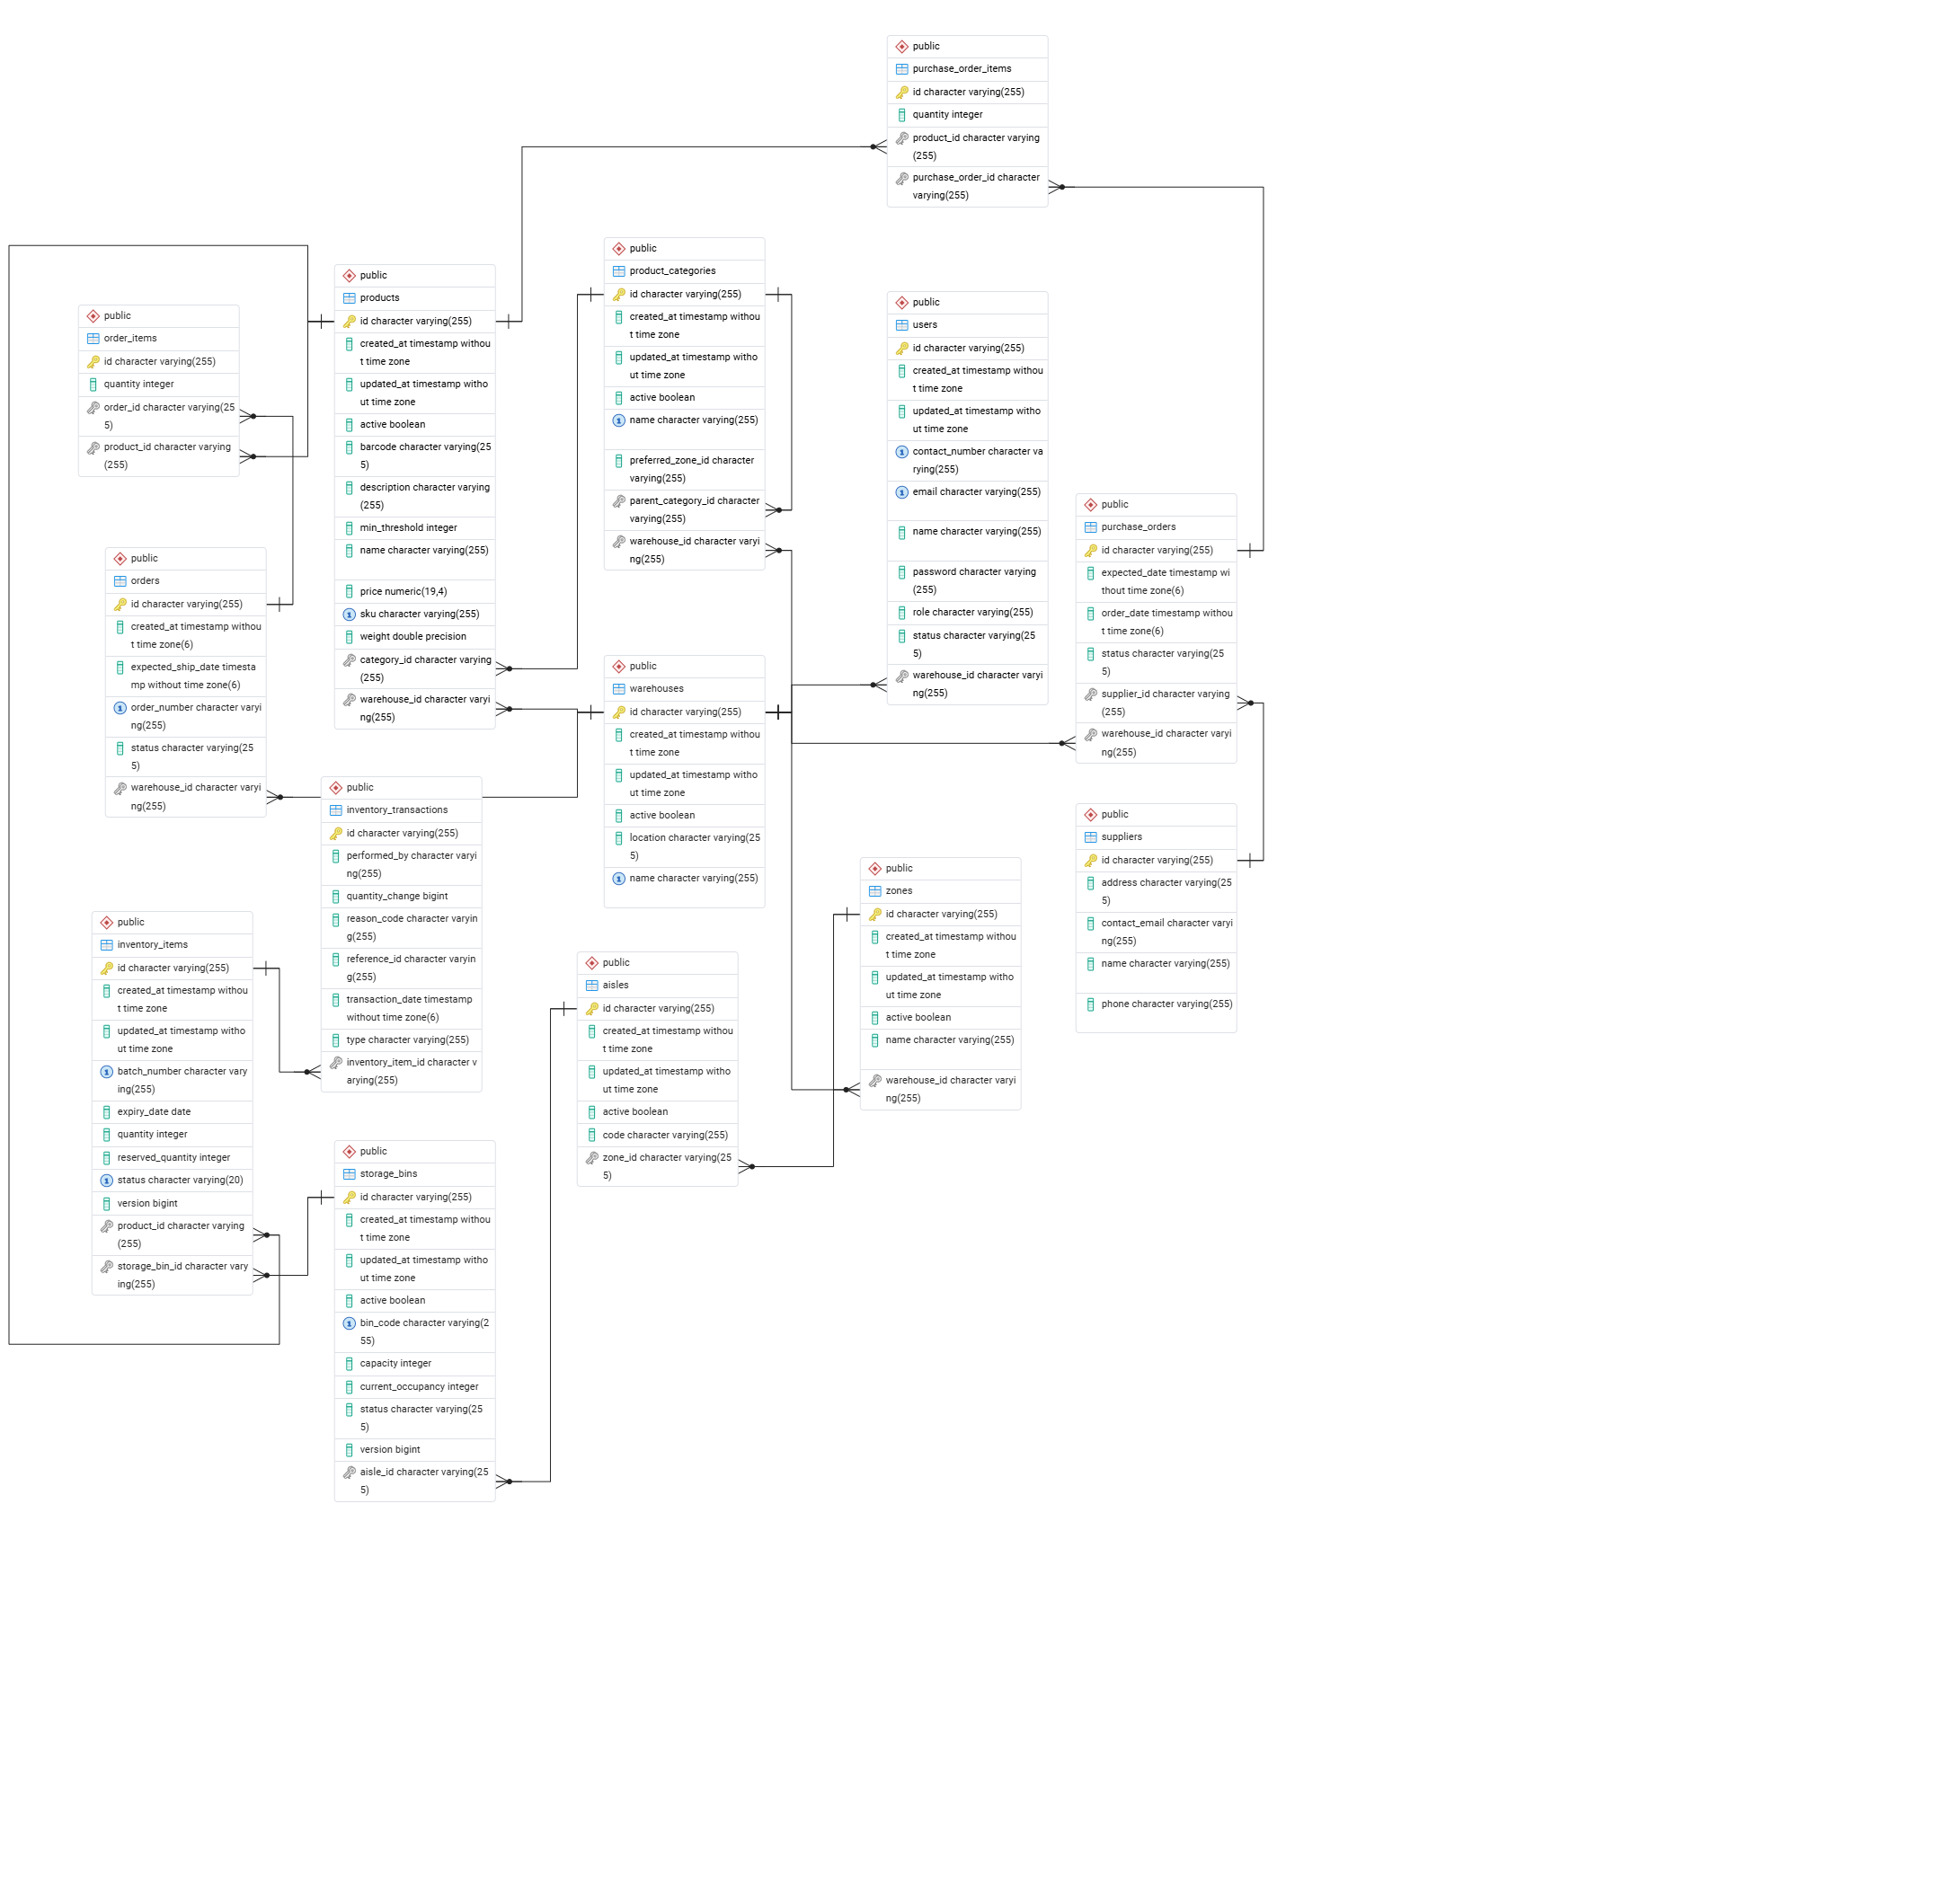 public
purchase_order_items
id character varying(255)
quantity integer
product_id character varying
(255)
purchase_order_id character
varying(255)
public
product_categories
id character varying(255)
created_at timestamp withou
t time zone
updated_at timestamp witho
ut time zone
active boolean
name character varying(255)
preferred_zone_id character
varying(255)
parent_category_id character
varying(255)
warehouse_id character varyi
ng(255)
public
products
id character varying(255)
created_at timestamp withou
t time zone
updated_at timestamp witho
ut time zone
active boolean
barcode character varying(25
5)
description character varying
(255)
min_threshold integer
name character varying(255)
price numeric(19,4)
1 sku character varying(255)
weight double precision
category_id character varying
(255)
warehouse_id character varyi
ng(255)
public
users
id character varying(255)
created_at timestamp withou
t time zone
updated_at timestamp witho
ut time zone
1 contact_number character va
rying(255)
1 email character varying(255)
name character varying(255)
password character varying
(255)
role character varying(255)
status character varying(25
5)
warehouse_id character varyi
ng(255)
public
order_items
id character varying(255)
quantity integer
order_id character varying(25
5)
product_id character varying
(255)
public
purchase_orders
id character varying(255)
expected_date timestamp wi
thout time zone(6)
order_date timestamp withou
t time zone(6)
status character varying(25
5)
supplier_id character varying
(255)
warehouse_id character varyi
ng(255)
public
orders
id character varying(255)
created_at timestamp withou
t time zone(6)
expected_ship_date timesta
mp without time zone(6)
1 order_number character varyi
ng(255)
status character varying(25
5)
warehouse_id character varyi
ng(255)
public
warehouses
id character varying(255)
created_at timestamp withou
t time zone
updated_at timestamp witho
ut time zone
active boolean
location character varying(25
5)
1 name character varying(255)
public
inventory_transactions
id character varying(255)
performed_by character varyi
ng(255)
quantity_change bigint
reason_code character varyin
g(255)
reference_id character varyin
g(255)
transaction_date timestamp
without time zone(6)
type character varying(255)
inventory_item_id character v
arying(255)
public
suppliers
id character varying(255)
address character varying(25
5)
contact_email character varyi
ng(255)
name character varying(255)
phone character varying(255)
public
zones
id character varying(255)
created_at timestamp withou
t time zone
updated_at timestamp witho
ut time zone
active boolean
name character varying(255)
warehouse_id character varyi
ng(255)
public
inventory_items
id character varying(255)
created_at timestamp withou
t time zone
updated_at timestamp witho
ut time zone
1 batch_number character vary
ing(255)
expiry_date date
quantity integer
reserved_quantity integer
1 status character varying(20)
version bigint
product_id character varying
(255)
storage_bin_id character vary
ing(255)
public
aisles
id character varying(255)
created_at timestamp withou
t time zone
updated_at timestamp witho
ut time zone
active boolean
code character varying(255)
zone_id character varying(25
5)
public
storage_bins
id character varying(255)
created_at timestamp withou
t time zone
updated_at timestamp witho
ut time zone
active boolean
1 bin_code character varying(2
55)
capacity integer
current_occupancy integer
status character varying(25
5)
version bigint
aisle_id character varying(25
5)